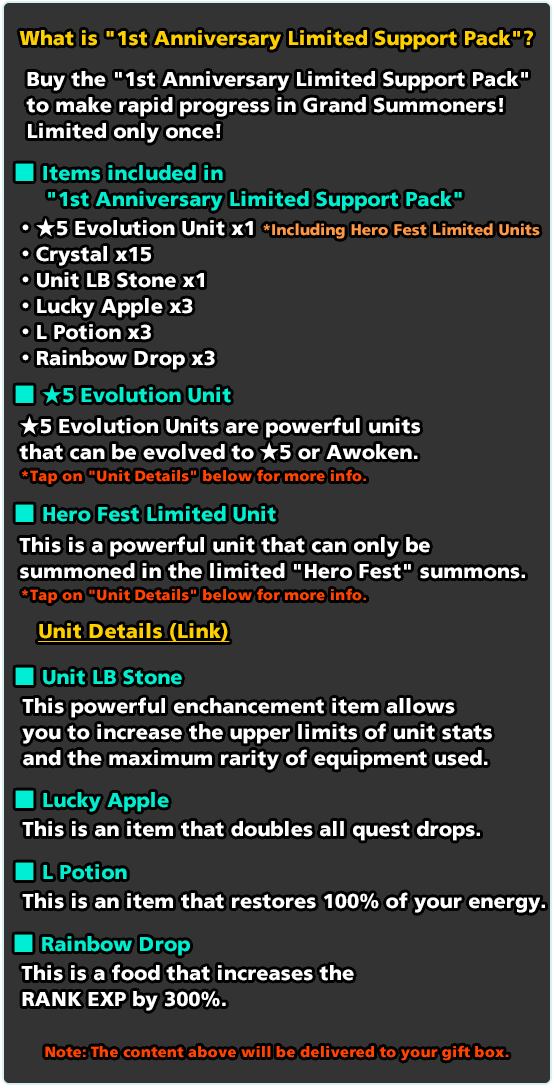 What is "1st Anniversary Limited Support Pack"?
Buy the "1st Anniversary Limited Support Pack"
to make rapid progress in Grand Summoners!
Limited only once!
■ Items included in
"1st Anniversary Limited Support Pack"
• ★5 Evolution Unit x1 *Including Hero Fest Limited Units
• Crystal x15
• Unit LB Stone x1
• Lucky Apple x3
• L Potion x3
• Rainbow Drop x3
■ ★5 Evolution Unit
★5 Evolution Units are powerful units
that can be evolved to ★5 or Awoken.
*Tap on "Unit Details" below for more info.
■ Hero Fest Limited Unit
This is a powerful unit that can only be
summoned in the limited "Hero Fest" summons.
*Tap on "Unit Details" below for more info.
Unit Details (Link)
■ Unit LB Stone
This powerful enchancement item allows
you to increase the upper limits of unit stats
and the maximum rarity of equipment used.
■ Lucky Apple
This is an item that doubles all quest drops.
■ L Potion
This is an item that restores 100% of your energy.
■ Rainbow Drop
This is a food that increases the
RANK EXP by 300%.
Note: The content above will be delivered to your gift box.